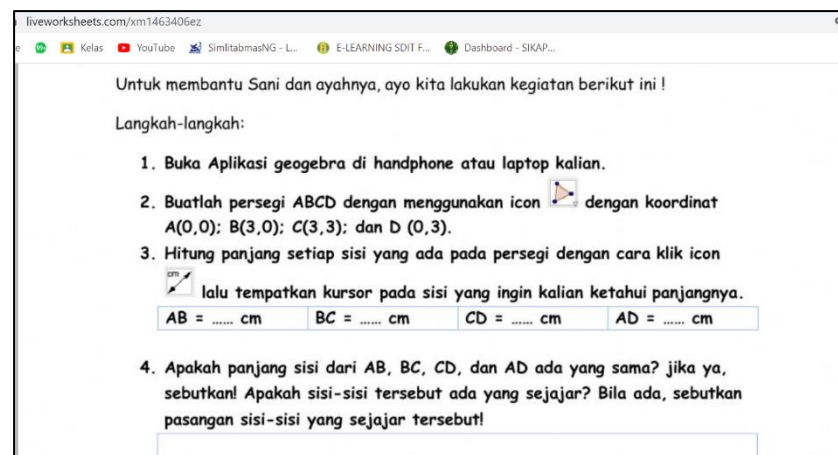 liveworksheets.com/xm1463406ez
Kelas YouTube SimlitabmasNG - L... E-LEARNING SDIT F... Dashboard - SIKAP...
Untuk membantu Sani dan ayahnya, ayo kita lakukan kegiatan berikut ini !
Langkah-langkah:
1. Buka Aplikasi geogebra di handphone atau laptop kalian.
2. Buatlah persegi ABCD dengan menggunakan icon dengan koordinat
A(0,0); B(3,0); C(3,3); dan D (0,3).
3. Hitung panjang setiap sisi yang ada pada persegi dengan cara klik icon
cm
lalu tempatkan kursor pada sisi yang ingin kalian ketahui panjangnya.
AB = ...... cm BC = ...... cm CD = ...... cm AD = ...... cm
4. Apakah panjang sisi dari AB, BC, CD, dan AD ada yang sama? jika ya,
sebutkan! Apakah sisi-sisi tersebut ada yang sejajar? Bila ada, sebutkan
pasangan sisi-sisi yang sejajar tersebut!